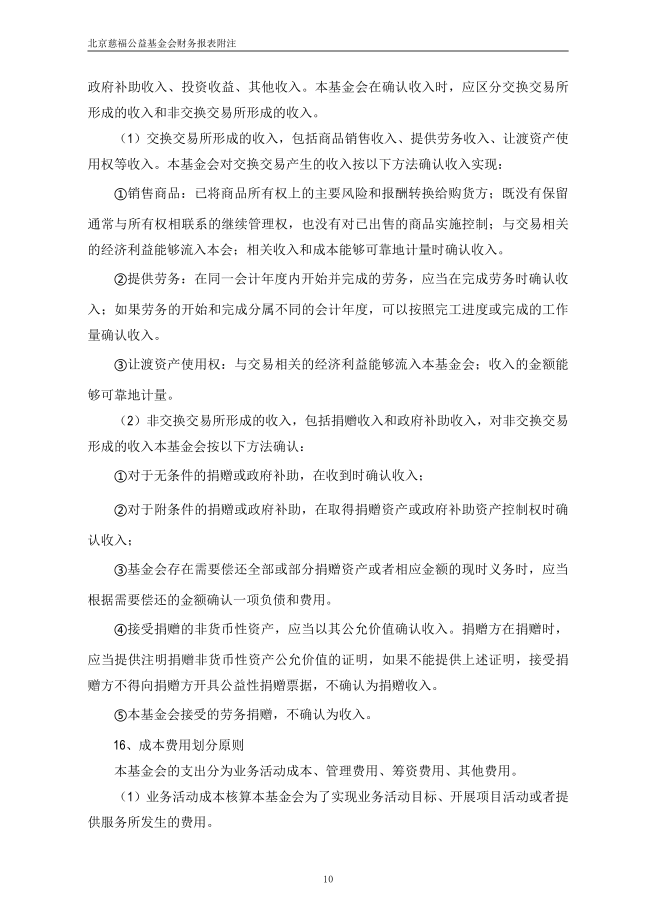 北京慈福公益基金会财务报表附注
政府补助收入、投资收益、其他收入。本基金会在确认收入时，应区分交换交易所
形成的收入和非交换交易所形成的收入。
（1）交换交易所形成的收入，包括商品销售收入、提供劳务收入、让渡资产使
用权等收入。本基金会对交换交易产生的收入按以下方法确认收入实现：
①销售商品：已将商品所有权上的主要风险和报酬转换给购货方；既没有保留
通常与所有权相联系的继续管理权，也没有对已出售的商品实施控制；与交易相关
的经济利益能够流入本会；相关收入和成本能够可靠地计量时确认收入。
②提供劳务：在同一会计年度内开始并完成的劳务，应当在完成劳务时确认收
入；如果劳务的开始和完成分属不同的会计年度，可以按照完工进度或完成的工作
量确认收入。
③让渡资产使用权：与交易相关的经济利益能够流入本基金会；收入的金额能
够可靠地计量。
（2）非交换交易所形成的收入，包括捐赠收入和政府补助收入，对非交换交易
形成的收入本基金会按以下方法确认：
①对于无条件的捐赠或政府补助，在收到时确认收入；
②对于附条件的捐赠或政府补助，在取得捐赠资产或政府补助资产控制权时确
认收入；
③基金会存在需要偿还全部或部分捐赠资产或者相应金额的现时义务时，应当
根据需要偿还的金额确认一项负债和费用。
④接受捐赠的非货币性资产，应当以其公允价值确认收入。捐赠方在捐赠时，
应当提供注明捐赠非货币性资产公允价值的证明，如果不能提供上述证明，接受捐
赠方不得向捐赠方开具公益性捐赠票据，不确认为捐赠收入。
⑤本基金会接受的劳务捐赠，不确认为收入。
16、成本费用划分原则
本基金会的支出分为业务活动成本、管理费用、筹资费用、其他费用。
（1）业务活动成本核算本基金会为了实现业务活动目标、开展项目活动或者提
供服务所发生的费用。
10